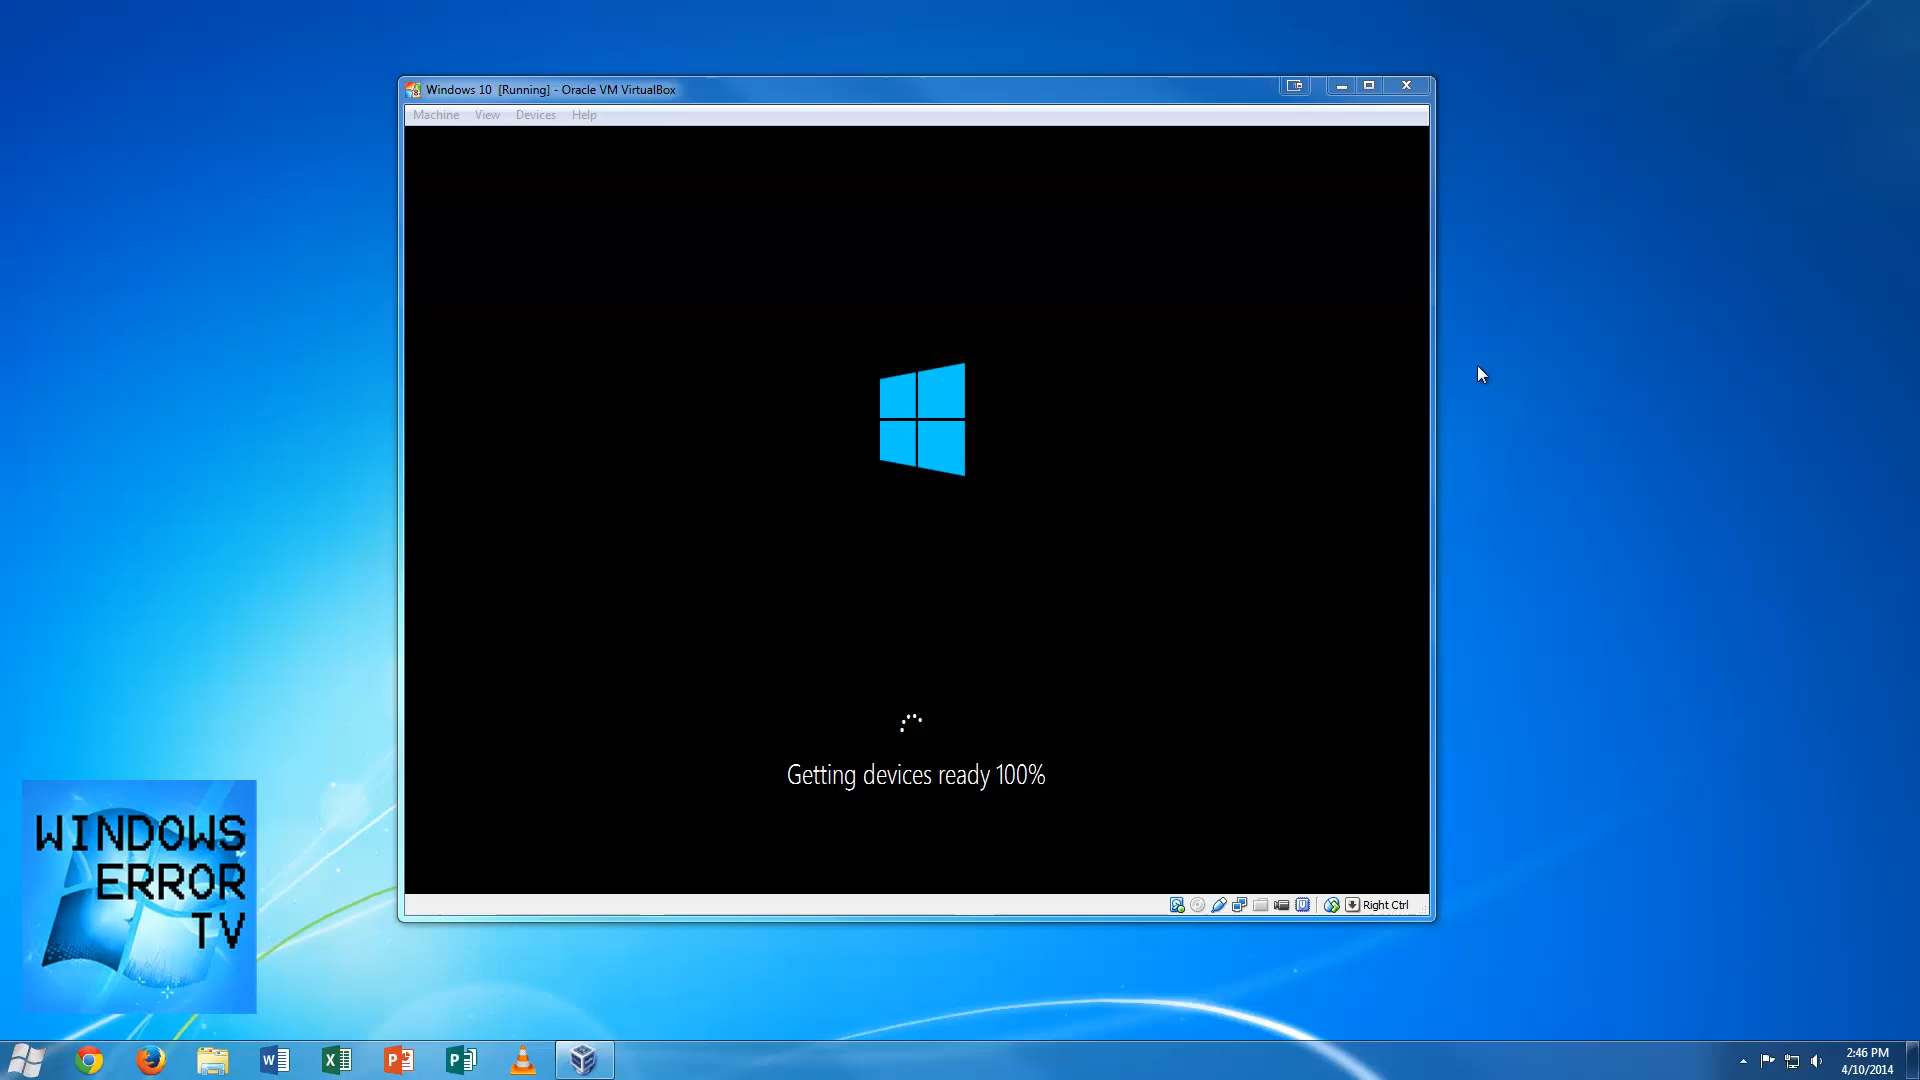 Windows 10  [Running] - Oracle VM VirtualBox
Machine View Devices Help
Getting devices ready 100%
Right Ctrl
WINDOWS
ERROR
TV
2:46 PM
4/10/2014